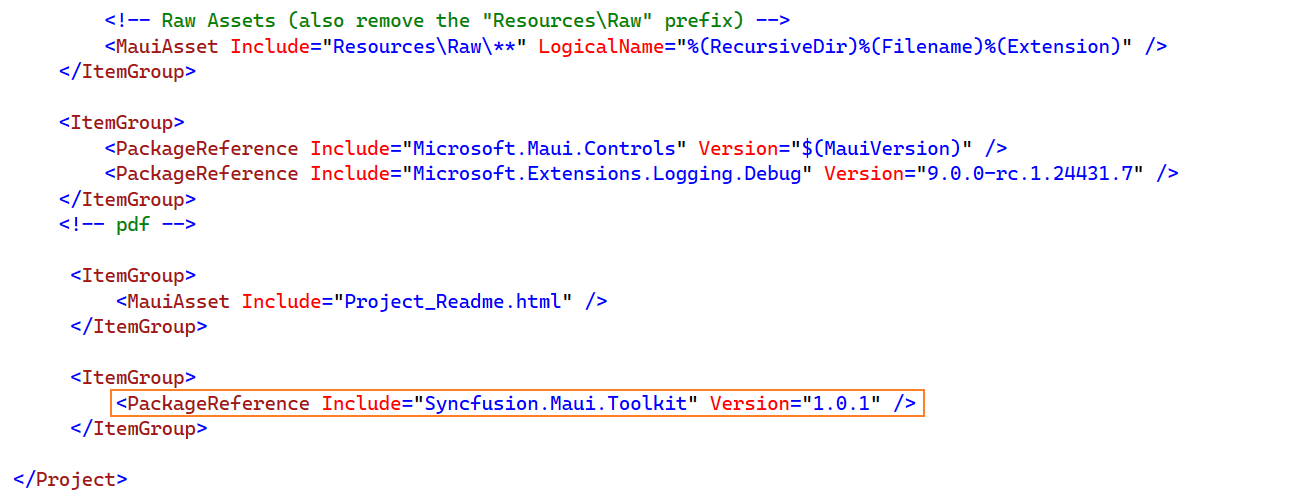 <!-- Raw Assets (also remove the "Resources\Raw" prefix) -->
<MauiAsset Include="Resources\Raw\**" LogicalName="%(RecursiveDir)%(Filename)%(Extension)" />
</ItemGroup>
<ItemGroup>
<PackageReference Include="Microsoft.Maui.Controls" Version="$(MauiVersion)" />
<PackageReference Include="Microsoft.Extensions.Logging.Debug" Version="9.0.0-rc.1.24431.7" />
</ItemGroup>
<!-- pdf -->
<ItemGroup>
<MauiAsset Include="Project_Readme.html" />
</ItemGroup>
<ItemGroup>
<PackageReference Include="Syncfusion.Maui.Toolkit" Version="1.0.1" />
</ItemGroup>
</Project>